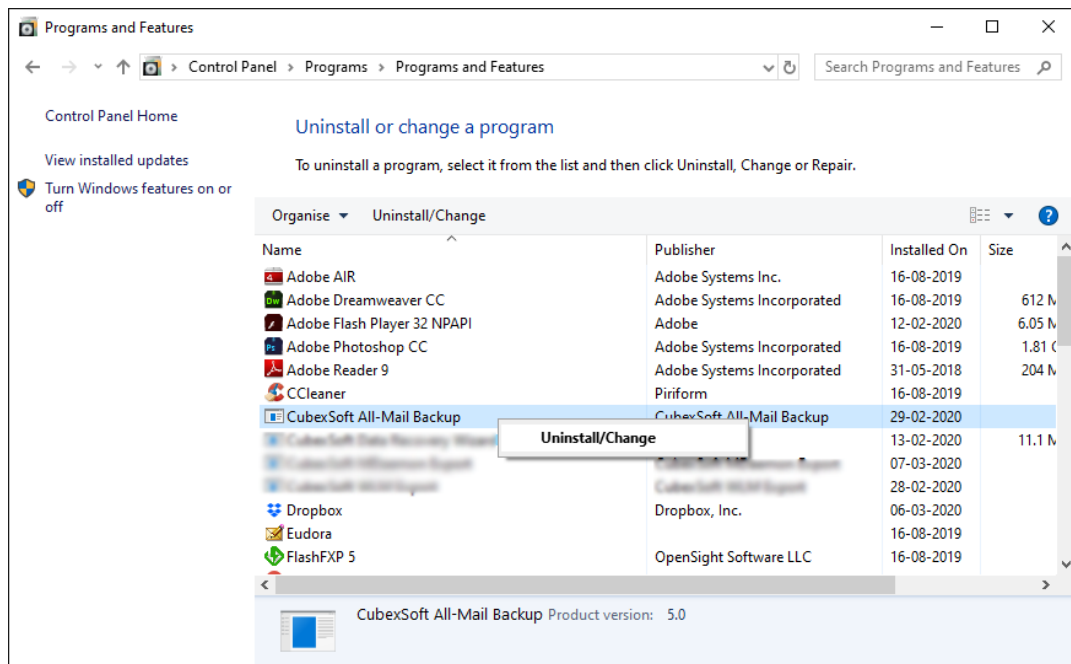 Programs and Features
Control Panel > Programs > Programs and Features
Search Programs and Features
Control Panel Home
View installed updates
Turn Windows features on or
off
Uninstall or change a program
To uninstall a program, select it from the list and then click Uninstall, Change or Repair.
Organise Uninstall/Change
Name Publisher Installed On Size
Adobe AIR Adobe Systems Inc. 16-08-2019
Adobe Dreamweaver CC Adobe Systems Incorporated 16-08-2019 612 M
Adobe Flash Player 32 NPAPI Adobe 12-02-2020 6.05 M
Adobe Photoshop CC Adobe Systems Incorporated 16-08-2019 1.81
Adobe Reader 9 Adobe Systems Incorporated 31-05-2018 204 M
CCleaner Piriform 16-08-2019
CubexSoft All-Mail Backup CubexSoft All-Mail Backup 29-02-2020
Uninstall/Change
13-02-2020 11.1 M
07-03-2020
28-02-2020
Dropbox Dropbox, Inc. 06-03-2020
Eudora 16-08-2019
FlashFXP 5 OpenSight Software LLC 16-08-2019
CubexSoft All-Mail Backup Product version: 5.0